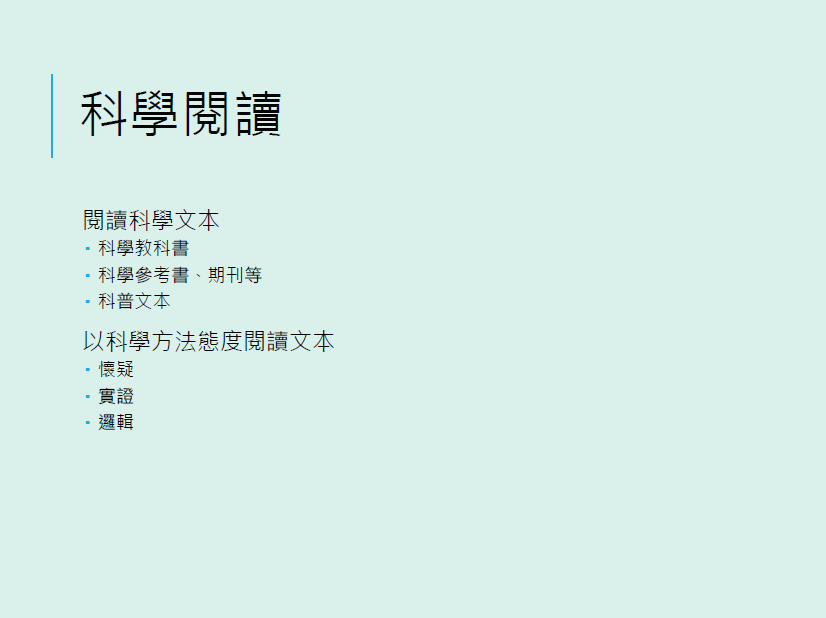 科學閱讀
閱讀科學文本
科學教科書
科學參考書、期刊等
科普文本
以科學方法態度閱讀文本
懷疑
實證
邏輯